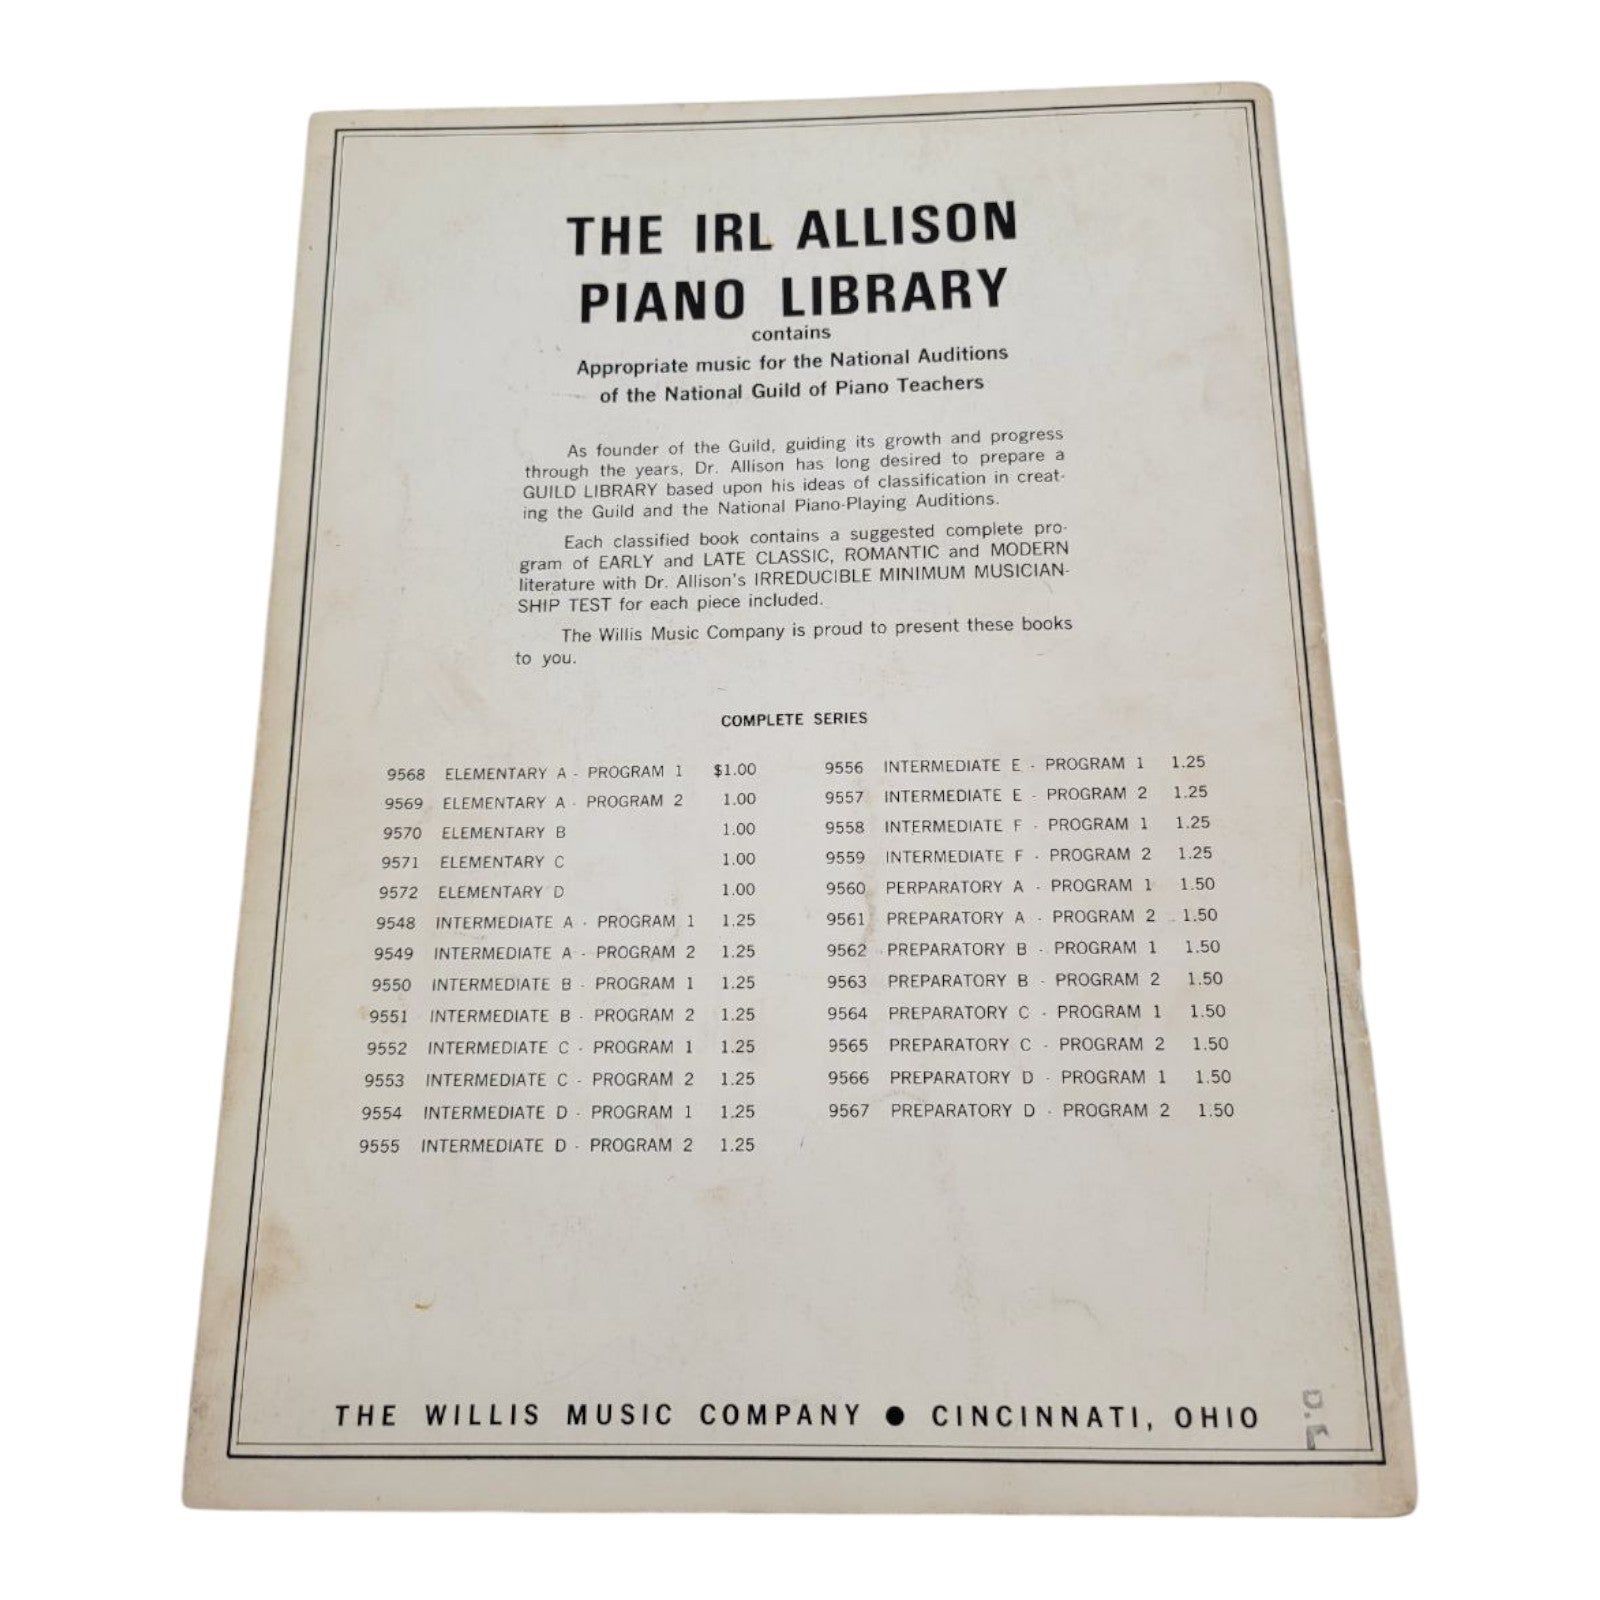 THE IRL ALLISON
PIANO LIBRARY
contains
Appropriate music for the National Auditions
of the National Guild of Piano Teachers
As founder of the Guild, guiding its growth and progress
through the years, Dr. Allison has long desired to prepare a
GUILD LIBRARY based upon his ideas of classification in creat-
ing the Guild and the National Piano-Playing Auditions.
Each classified book contains a suggested complete pro-
gram of EARLY and LATE CLASSIC, ROMANTIC and MODERN
literature with Dr. Allison's IRREDUCIBLE MINIMUM MUSICIAN-
SHIP TEST for each piece included.
The Willis Music Company is proud to present these books
to you.
COMPLETE SERIES
9568 ELEMENTARY A - PROGRAM 1 $1.00
9569 ELEMENTARY A - PROGRAM 2 1.00
9570 ELEMENTARY B 1.00
9571 ELEMENTARY C 1.00
9572 ELEMENTARY D 1.00
9548 INTERMEDIATE A - PROGRAM 1 1.25
9549 INTERMEDIATE A - PROGRAM 2 1.25
9550 INTERMEDIATE B - PROGRAM 1 1.25
9551 INTERMEDIATE B - PROGRAM 2 1.25
9552 INTERMEDIATE C - PROGRAM 1 1.25
9553 INTERMEDIATE C - PROGRAM 2 1.25
9554 INTERMEDIATE D - PROGRAM 1 1.25
9555 INTERMEDIATE D - PROGRAM 2 1.25
9556 INTERMEDIATE E - PROGRAM 1 1.25
9557 INTERMEDIATE E - PROGRAM 2 1.25
9558 INTERMEDIATE F - PROGRAM 1 1.25
9559 INTERMEDIATE F - PROGRAM 2 1.25
9560 PERPARATORY A - PROGRAM 1 1.50
9561 PREPARATORY A - PROGRAM 2 1.50
9562 PREPARATORY B - PROGRAM 1 1.50
9563 PREPARATORY B - PROGRAM 2 1.50
9564 PREPARATORY C - PROGRAM 1 1.50
9565 PREPARATORY C - PROGRAM 2 1.50
9566 PREPARATORY D - PROGRAM 1 1.50
9567 PREPARATORY D - PROGRAM 2 1.50
THE WILLIS MUSIC COMPANY ● CINCINNATI, OHIO
D.L